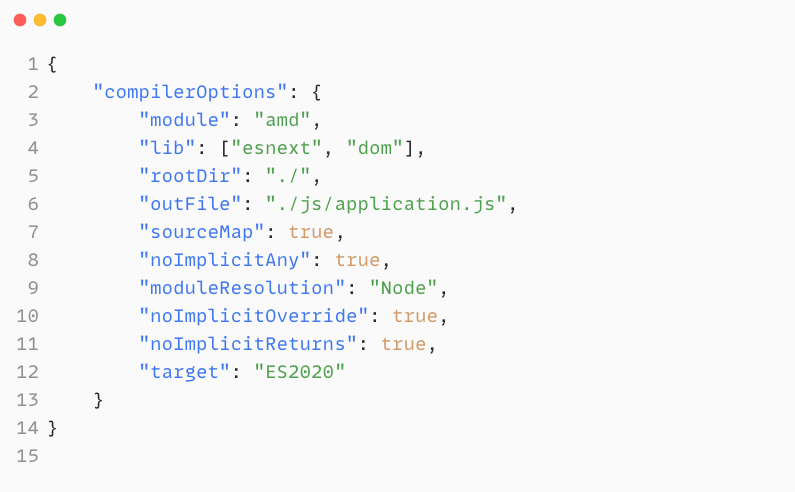 1 {
2     "compilerOptions": {
3         "module": "amd",
4         "lib": ["esnext", "dom"],
5         "rootDir": "./",
6         "outFile": "./js/application.js",
7         "sourceMap": true,
8         "noImplicitAny": true,
9         "moduleResolution": "Node",
10         "noImplicitOverride": true,
11         "noImplicitReturns": true,
12         "target": "ES2020"
13     }
14 }
15